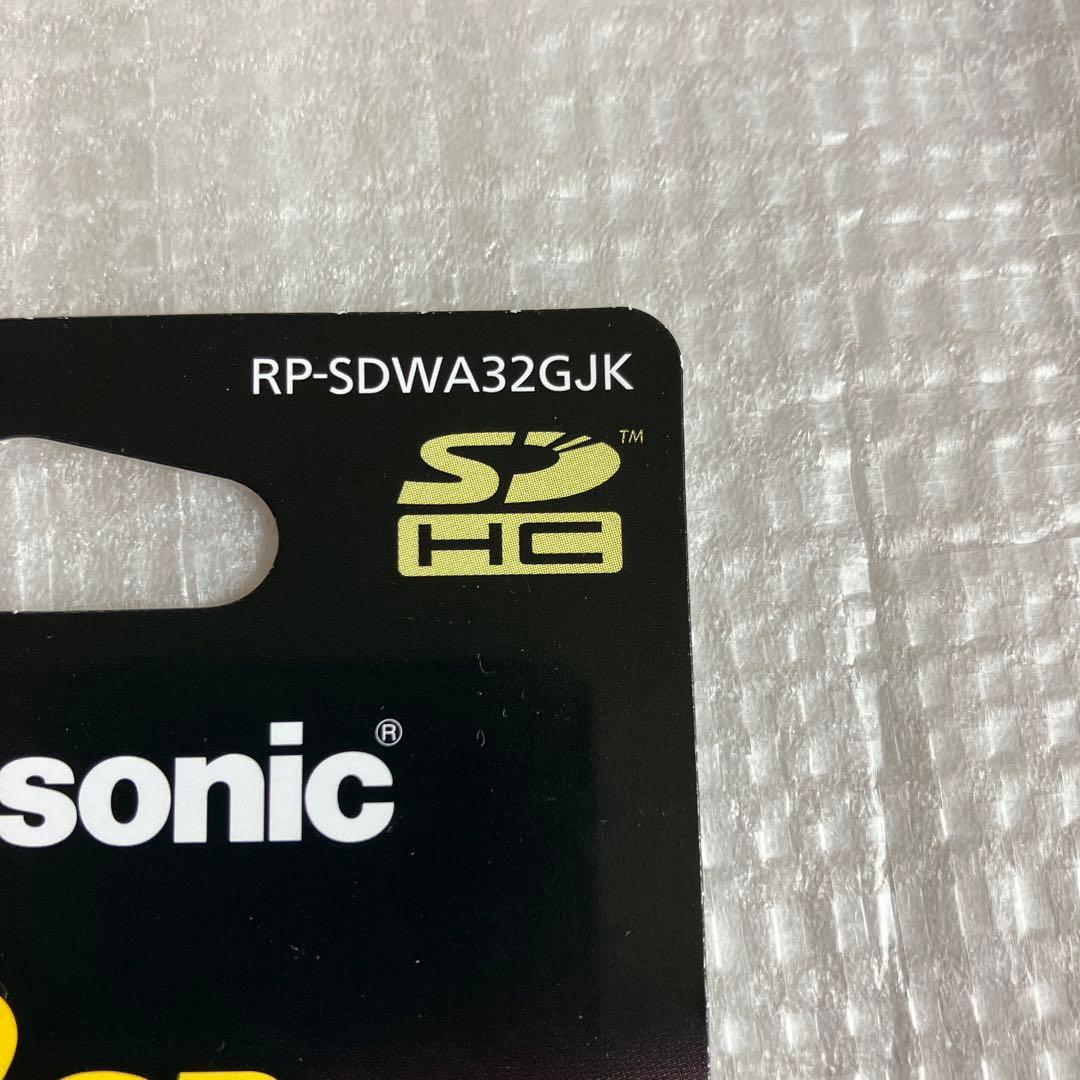 RP-SDWA32GJK
SD™
HC
sonic®